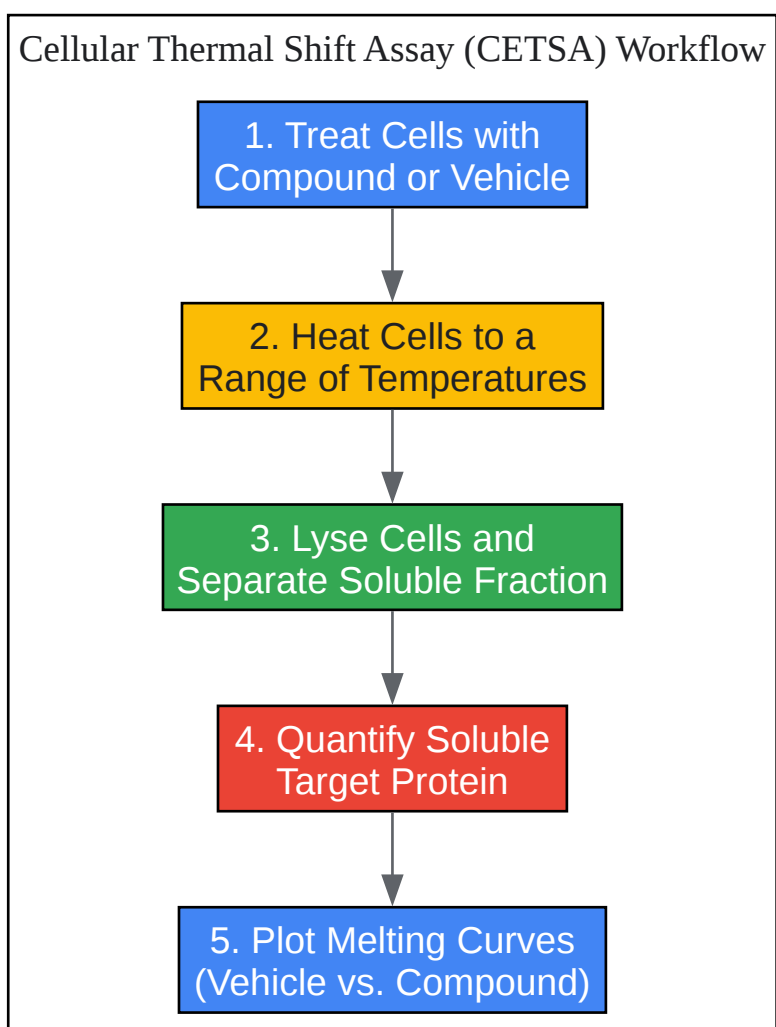 Cellular Thermal Shift Assay (CETSA) Workflow
1. Treat Cells with
Compound or Vehicle
2. Heat Cells to a
Range of Temperatures
3. Lyse Cells and
Separate Soluble Fraction
4. Quantify Soluble
Target Protein
5. Plot Melting Curves
(Vehicle vs. Compound)